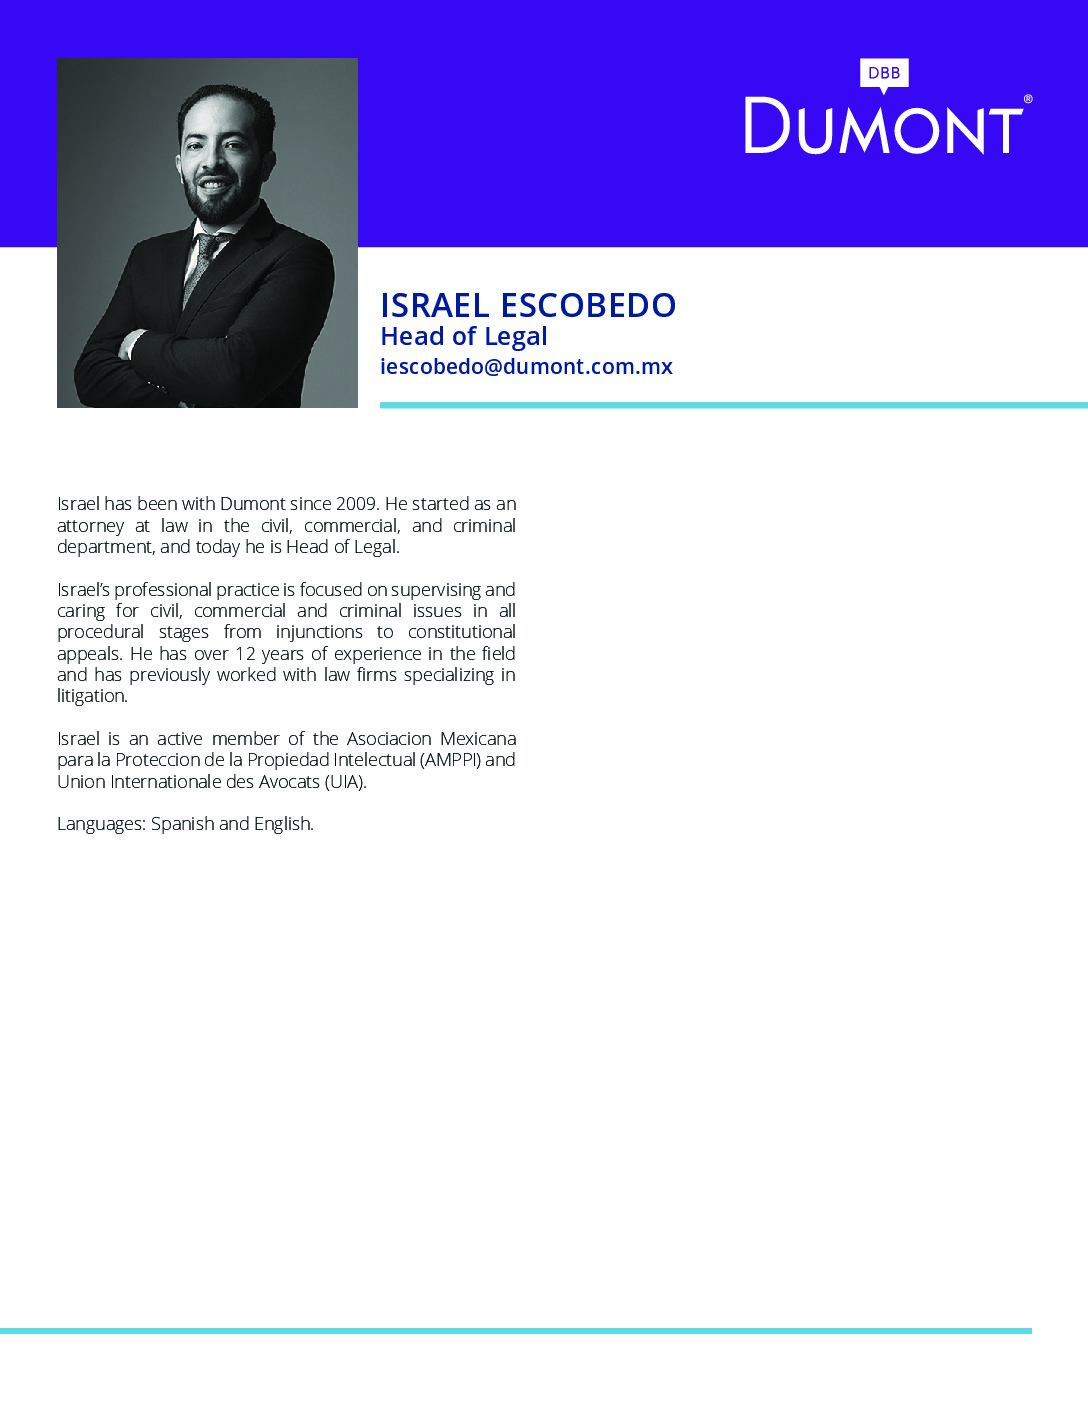 DBB
DUMONT®
ISRAEL ESCOBEDO
Head of Legal
iescobedo@dumont.com.mx
Israel has been with Dumont since 2009. He started as an
attorney at law in the civil, commercial, and criminal
department, and today he is Head of Legal.
Israel’s professional practice is focused on supervising and
caring for civil, commercial and criminal issues in all
procedural stages from injunctions to constitutional
appeals. He has over 12 years of experience in the field
and has previously worked with law firms specializing in
litigation.
Israel is an active member of the Asociacion Mexicana
para la Proteccion de la Propiedad Intelectual (AMPPI) and
Union Internationale des Avocats (UIA).
Languages: Spanish and English.